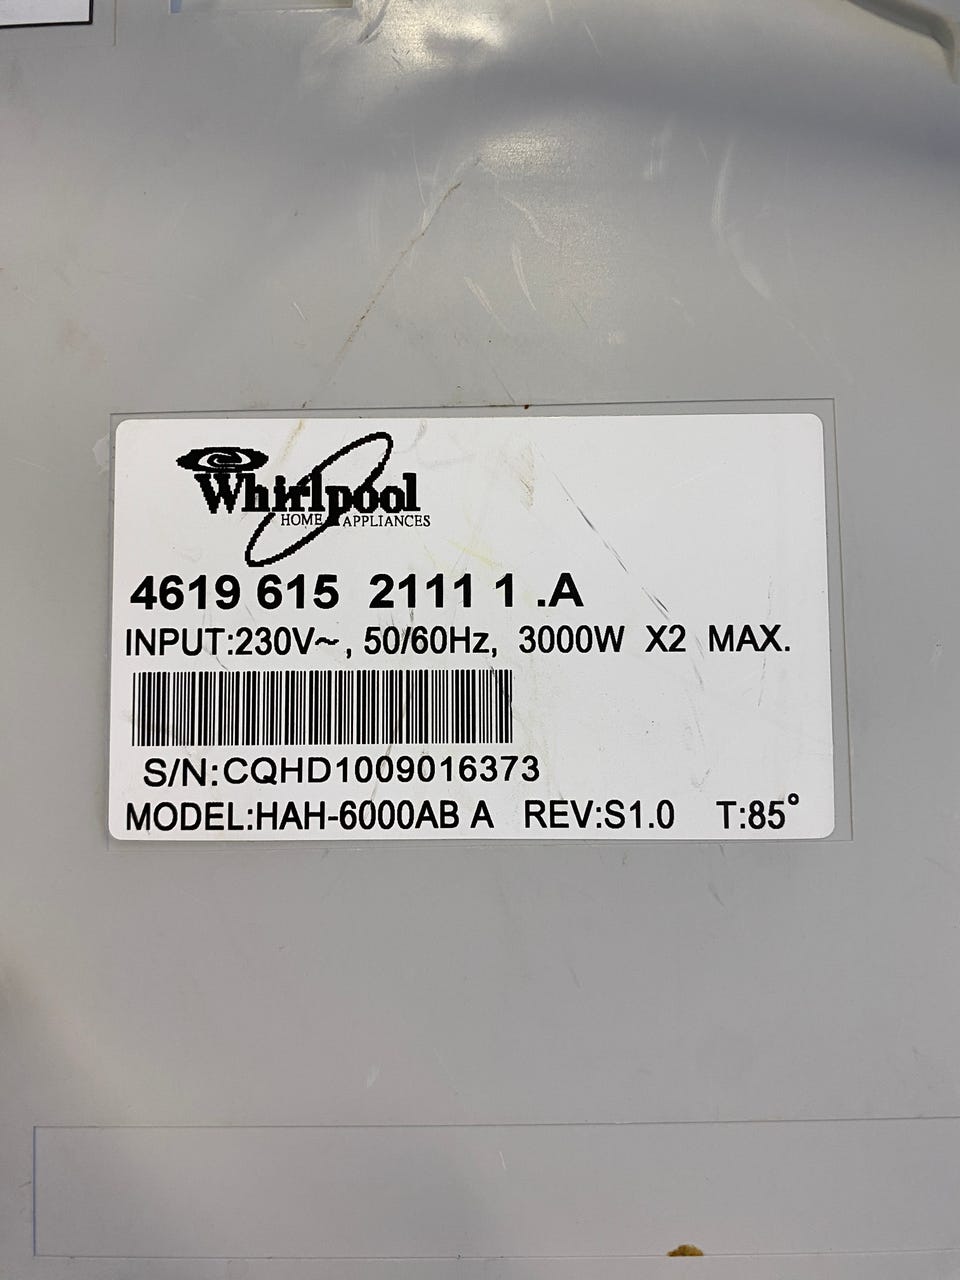 Whirlpool
HOME APPLIANCES
4619 615 2111 1 .A
INPUT:230V~, 50/60Hz, 3000W X2 MAX.
S/N:CQHD1009016373
MODEL:HAH-6000AB A REV:S1.0 T:85°